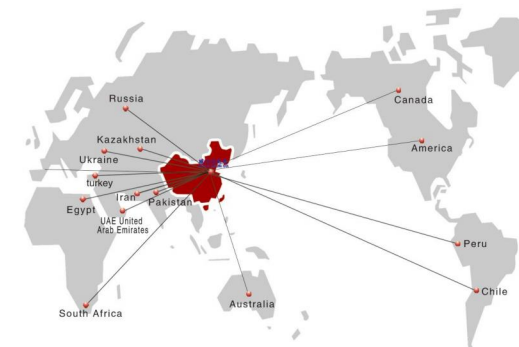 Russia
Canada
Kazakhstan
America
Ukraine
turkey
Iran
Pakistan
Egypt
UAE United
Arab Emirates
Peru
Chile
Australia
South Africa